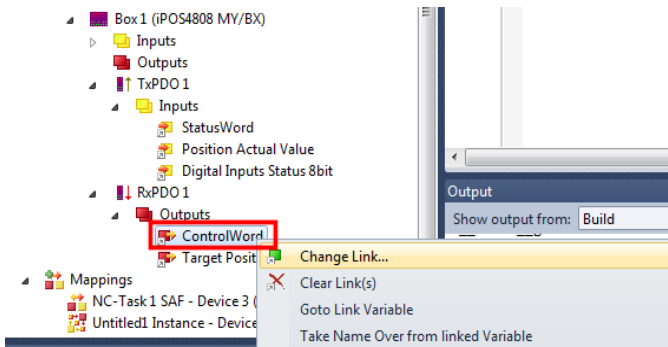 Box 1 (iPOS4808 MY/BX)
Inputs
Outputs
TxPDO 1
Inputs
StatusWord
Position Actual Value
Digital Inputs Status 8bit
RxPDO 1
Outputs
ControlWord
Target Posit
Mappings
NC-Task 1 SAF - Device 3 (
Untitled1 Instance - Device
Output
Show output from: Build
Change Link...
Clear Link(s)
Goto Link Variable
Take Name Over from linked Variable